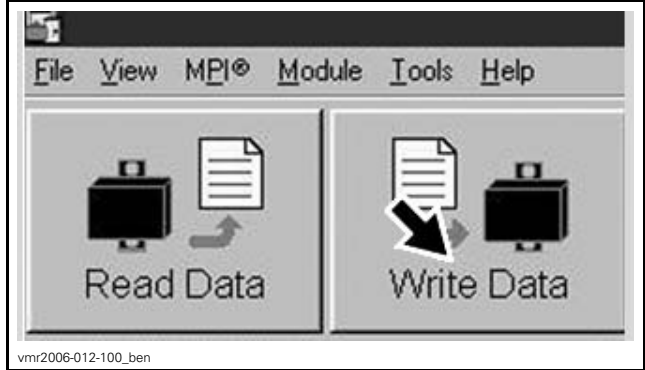 File View MPI® Module Tools Help
Read Data Write Data
vmr2006-012-100_ben